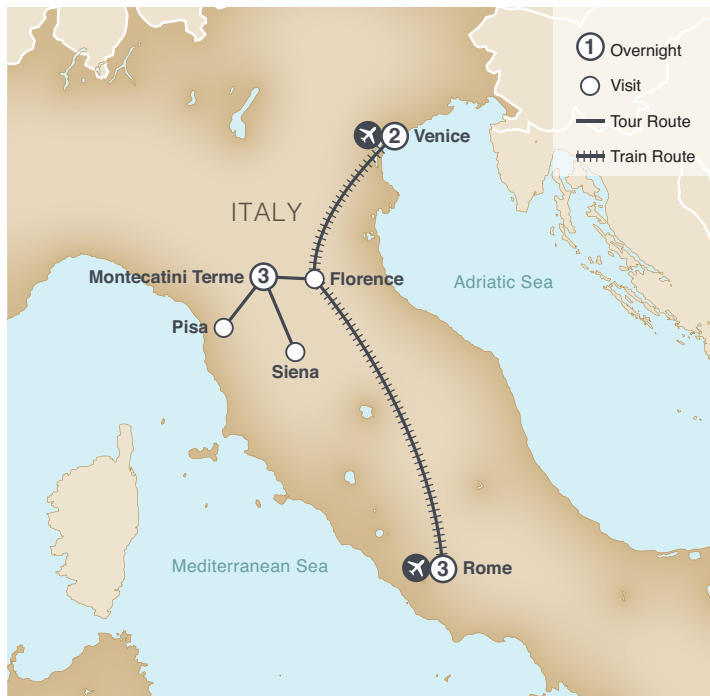 1 Overnight
Visit
Tour Route
Train Route
2 Venice
ITALY
Montecatini Terme 3
Florence
Adriatic Sea
Pisa
Siena
Mediterranean Sea
3 Rome